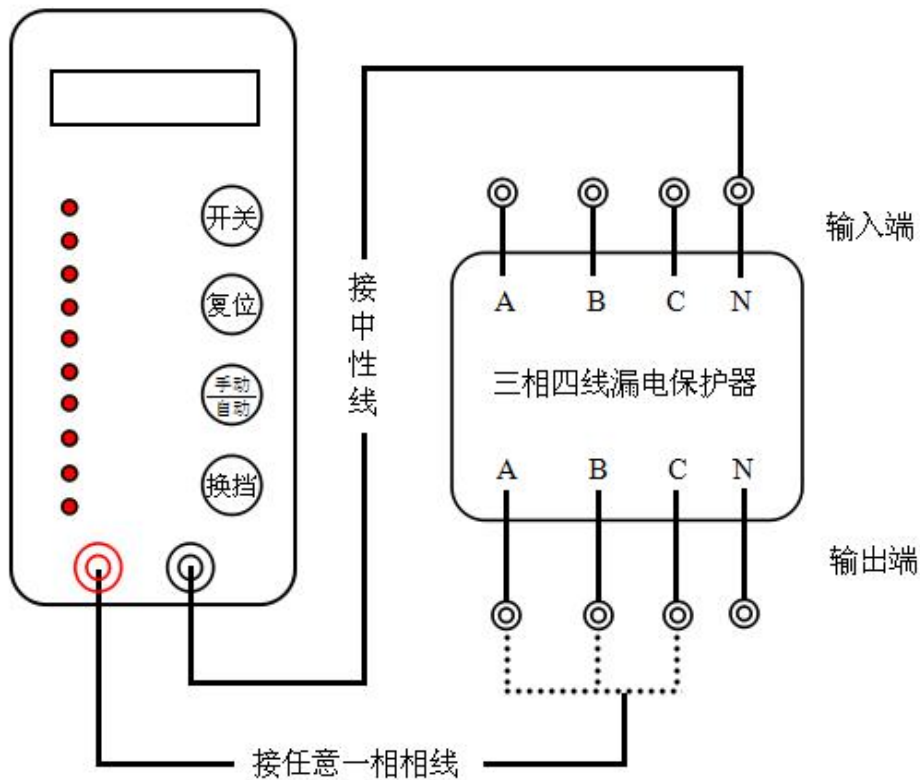 开关
复位
手动
自动
换挡
接中性线
输入端
A B C N
三相四线漏电保护器
A B C N
输出端
接任意一相相线